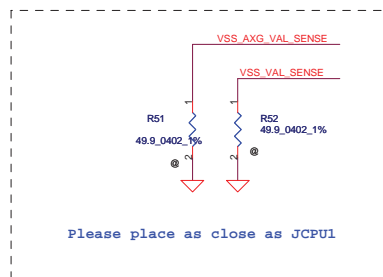 VSS_AXG_VAL_SENSE
VSS_VAL_SENSE
1
1
R51
R52
49.9_0402_1%
49.9_0402_1%
2
2
@
@
Please place as close as JCPU1